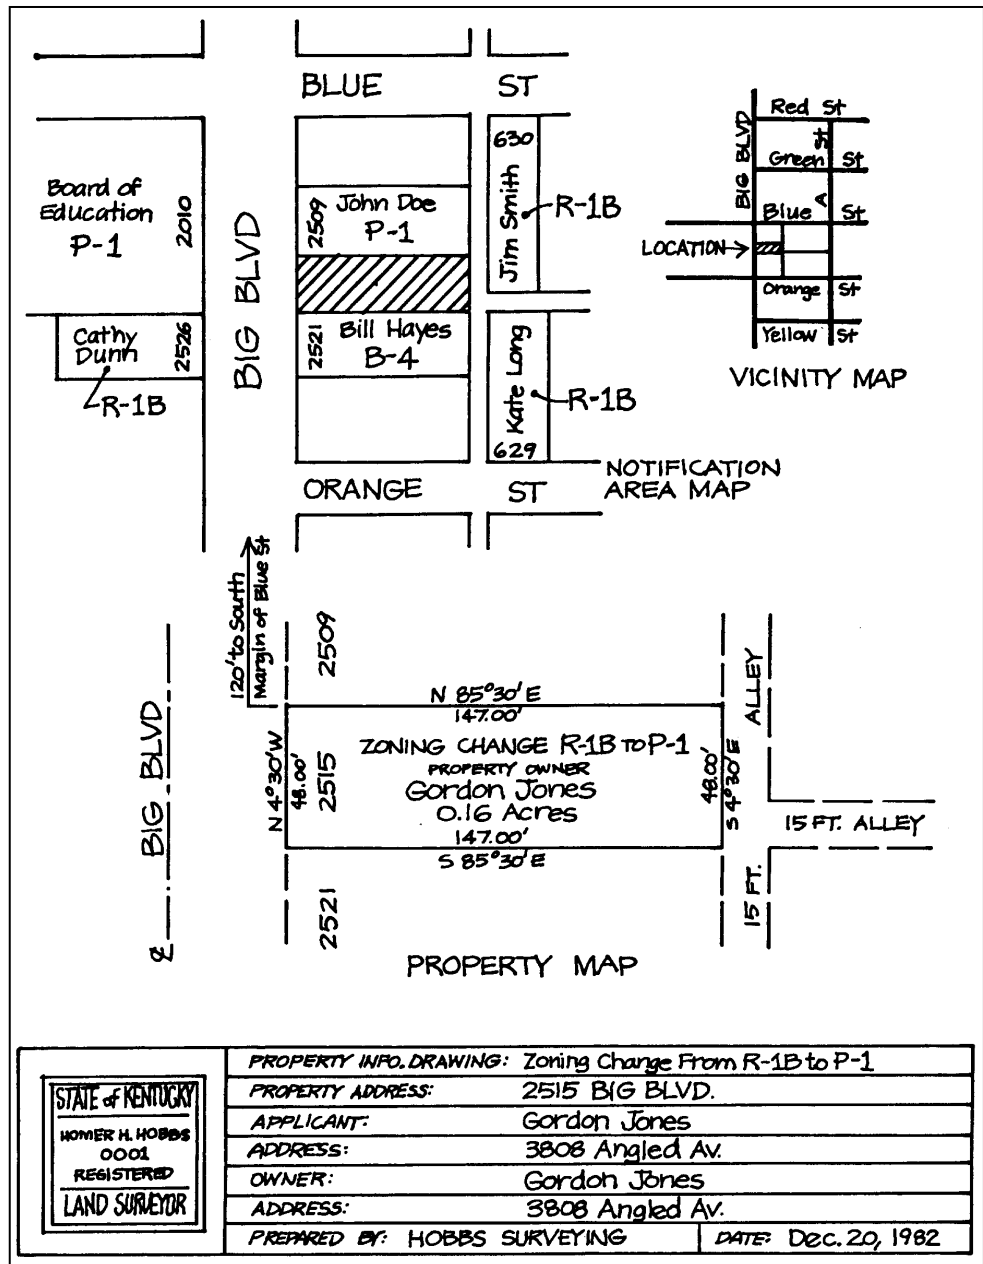 BLUE ST
Board of
Education
P-1
2010
BIG BLVD
2509
John Doe
P-1
630
Jim Smith
R-1B
Cathy
Dunn
2526
R-1B
2521
Bill Hayes
B-4
Kate Long
629
R-1B
ORANGE ST
NOTIFICATION
AREA MAP
BIG BLVD
Red St
A St
Green St
Blue St
LOCATION
Orange St
Yellow St
VICINITY MAP
120' to South
Margin of Blue St
BIG BLVD
℄
2509
N 85°30' E
147.00'
N 4°30' W
48.00'
2515
ZONING CHANGE R-1B TO P-1
PROPERTY OWNER
Gordon Jones
0.16 Acres
147.00'
S 85°30' E
48.00'
S 4°30' E
2521
15 FT. ALLEY
15 FT. ALLEY
PROPERTY MAP
STATE of KENTUCKY
HOMER H. HOBBS
0001
REGISTERED
LAND SURVEYOR
PROPERTY INFO. DRAWING: Zoning Change From R-1B to P-1
PROPERTY ADDRESS: 2515 BIG BLVD.
APPLICANT: Gordon Jones
ADDRESS: 3808 Angled Av.
OWNER: Gordon Jones
ADDRESS: 3808 Angled Av.
PREPARED BY: HOBBS SURVEYING DATE: Dec. 20, 1982